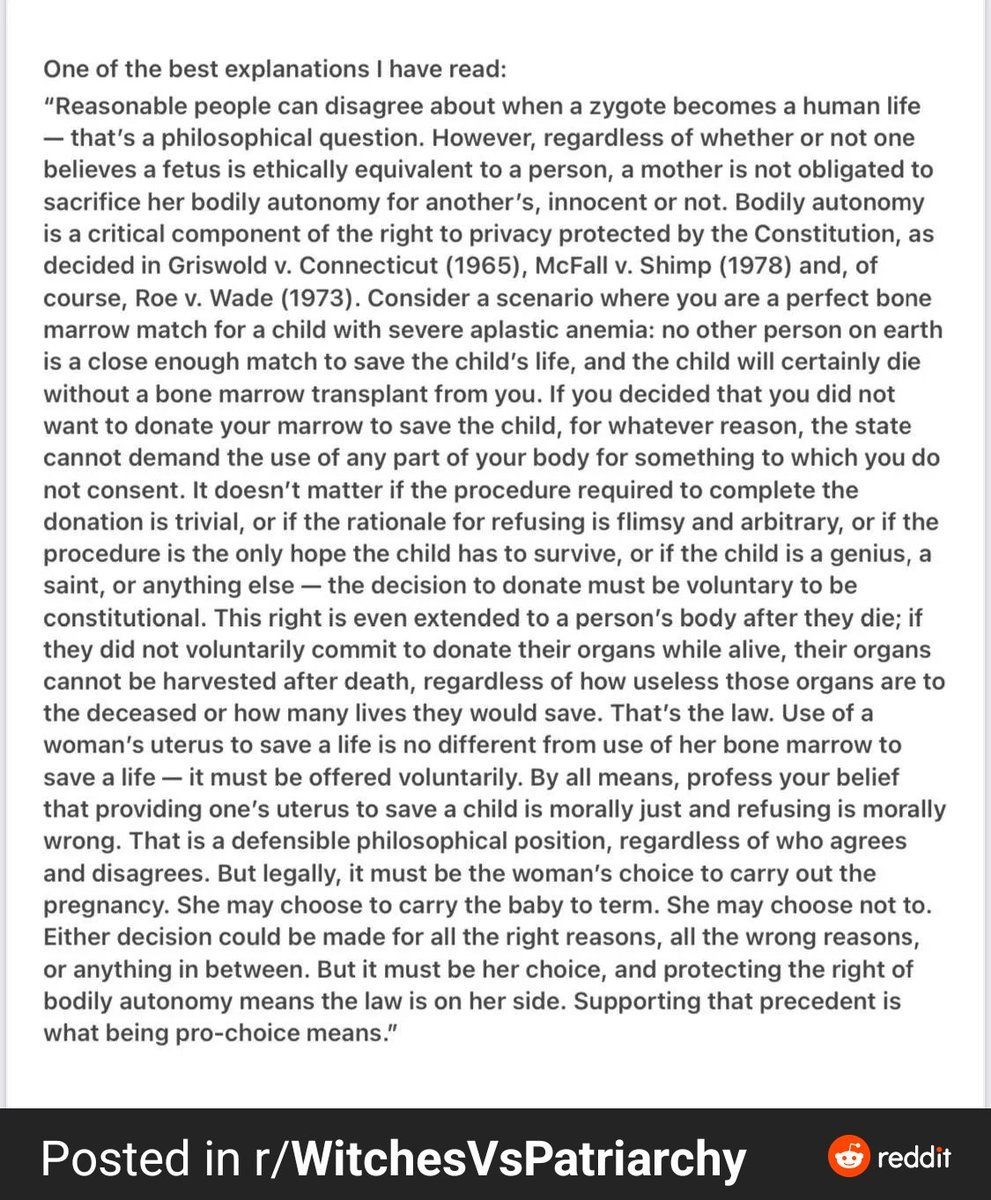 One of the best explanations I have read:
“Reasonable people can disagree about when a zygote becomes a human life
— that’s a philosophical question. However, regardless of whether or not one
believes a fetus is ethically equivalent to a person, a mother is not obligated to
sacrifice her bodily autonomy for another’s, innocent or not. Bodily autonomy
is a critical component of the right to privacy protected by the Constitution, as
decided in Griswold v. Connecticut (1965), McFall v. Shimp (1978) and, of
course, Roe v. Wade (1973). Consider a scenario where you are a perfect bone
marrow match for a child with severe aplastic anemia: no other person on earth
is a close enough match to save the child’s life, and the child will certainly die
without a bone marrow transplant from you. If you decided that you did not
want to donate your marrow to save the child, for whatever reason, the state
cannot demand the use of any part of your body for something to which you do
not consent. It doesn’t matter if the procedure required to complete the
donation is trivial, or if the rationale for refusing is flimsy and arbitrary, or if the
procedure is the only hope the child has to survive, or if the child is a genius, a
saint, or anything else — the decision to donate must be voluntary to be
constitutional. This right is even extended to a person’s body after they die; if
they did not voluntarily commit to donate their organs while alive, their organs
cannot be harvested after death, regardless of how useless those organs are to
the deceased or how many lives they would save. That’s the law. Use of a
woman’s uterus to save a life is no different from use of her bone marrow to
save a life — it must be offered voluntarily. By all means, profess your belief
that providing one’s uterus to save a child is morally just and refusing is morally
wrong. That is a defensible philosophical position, regardless of who agrees
and disagrees. But legally, it must be the woman’s choice to carry out the
pregnancy. She may choose to carry the baby to term. She may choose not to.
Either decision could be made for all the right reasons, all the wrong reasons,
or anything in between. But it must be her choice, and protecting the right of
bodily autonomy means the law is on her side. Supporting that precedent is
what being pro-choice means.”
Posted in r/WitchesVsPatriarchy
reddit